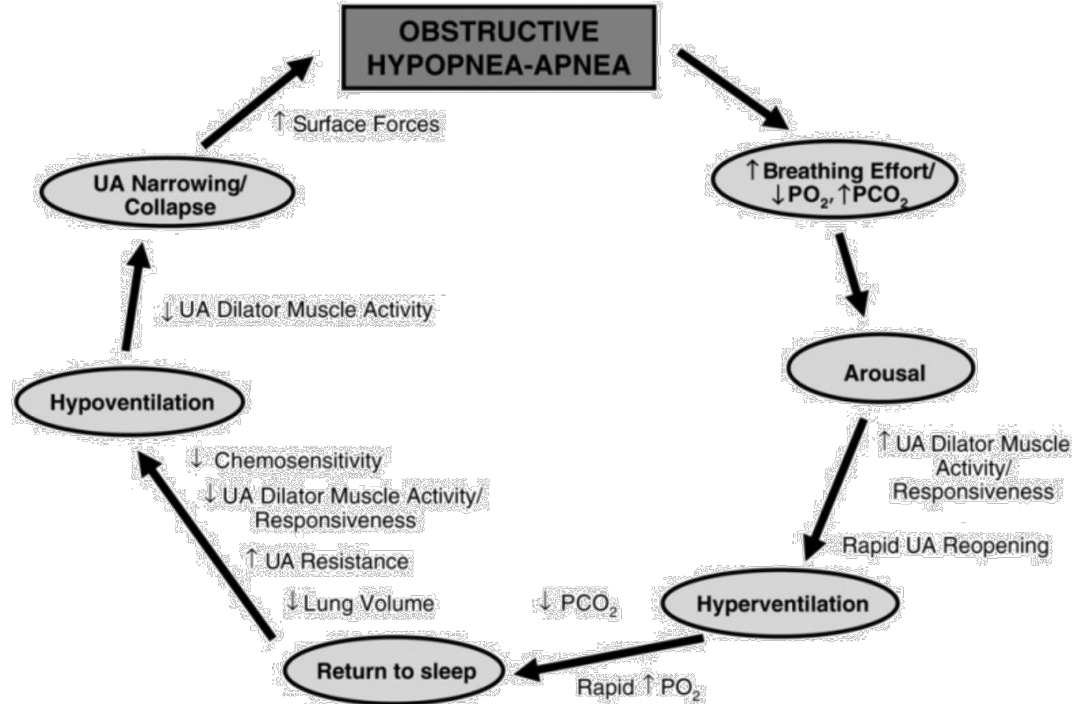 OBSTRUCTIVE
HYPOPNEA-APNEA
↑ Surface Forces
UA Narrowing/
Collapse
↑ Breathing Effort/
↓PO₂,↑PCO₂
↓ UA Dilator Muscle Activity
Arousal
Hypoventilation
↑ UA Dilator Muscle
Activity/
Responsiveness
↓ Chemosensitivity
↓ UA Dilator Muscle Activity/
Responsiveness
Rapid UA Reopening
↑ UA Resistance
↓ Lung Volume
↓ PCO₂
Hyperventilation
Return to sleep
Rapid ↑ PO₂